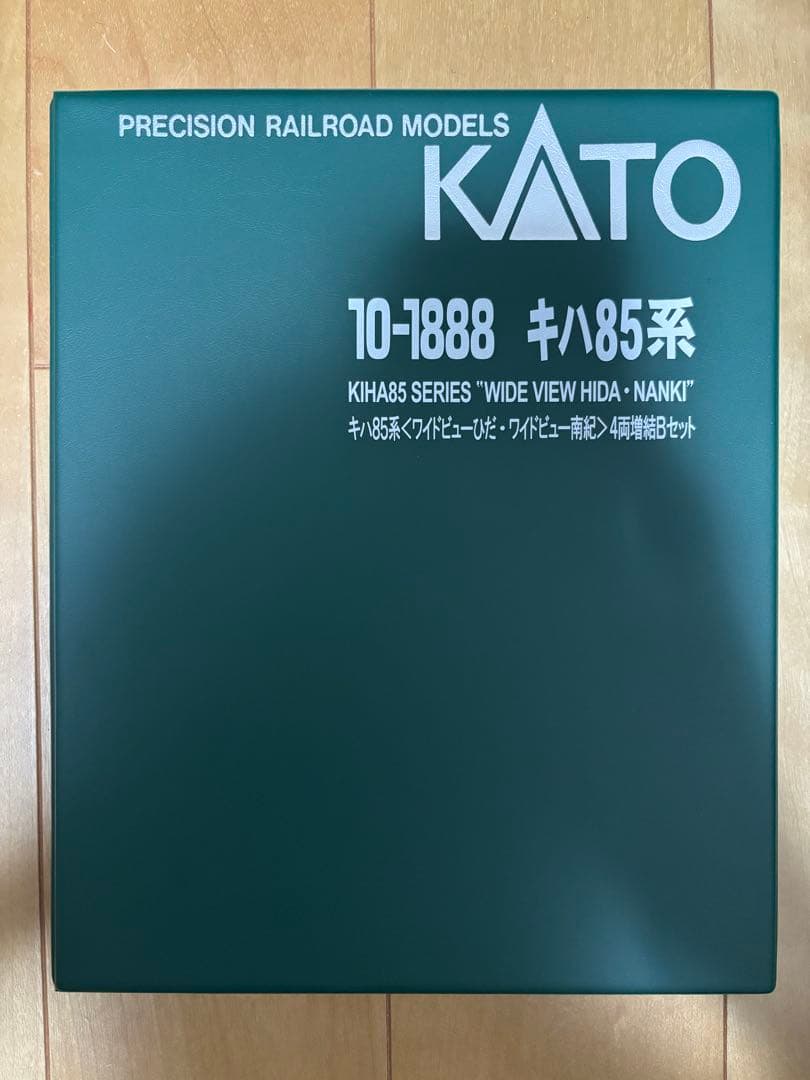 PRECISION RAILROAD MODELS
KATO
10-1888 キハ85系
KIHA85 SERIES "WIDE VIEW HIDA・NANKI"
キハ85系<ワイドビューひだ・ワイドビュー南紀>4両増結Bセット